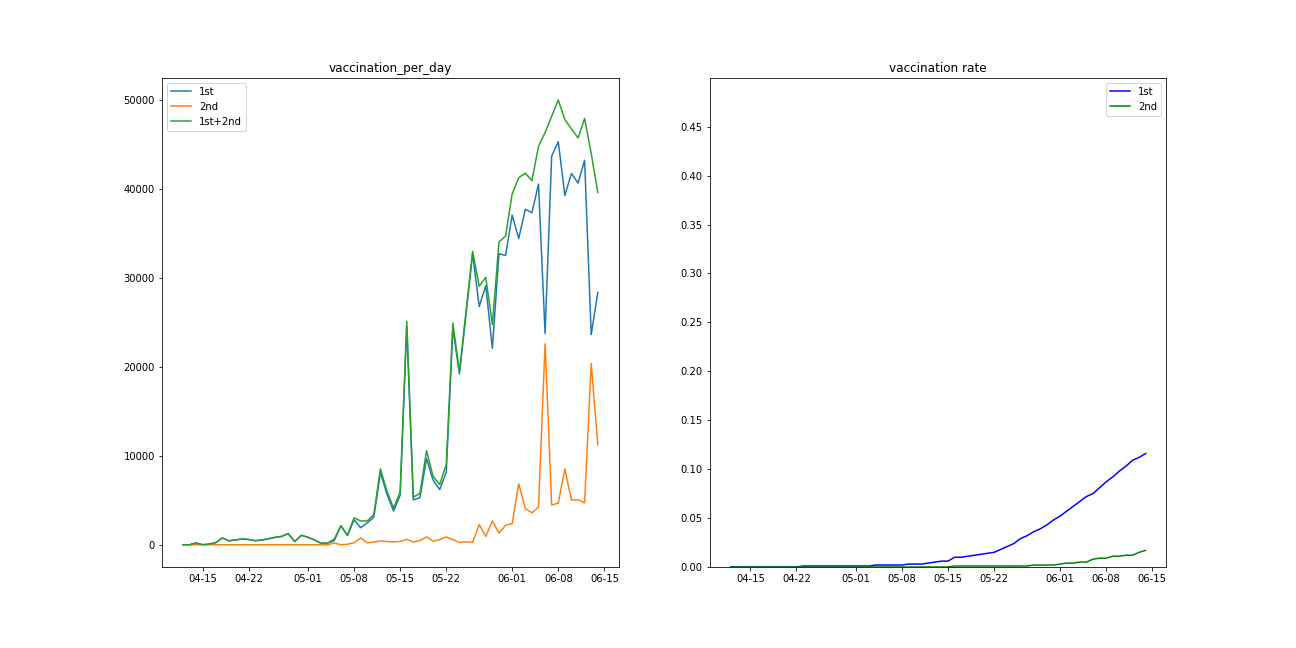 vaccination_per_day
1st
2nd
1st+2nd
50000
40000
30000
20000
10000
0
04-15 04-22 05-01 05-08 05-15 05-22 06-01 06-08 06-15
vaccination rate
1st
2nd
0.45
0.40
0.35
0.30
0.25
0.20
0.15
0.10
0.05
0.00
04-15 04-22 05-01 05-08 05-15 05-22 06-01 06-08 06-15